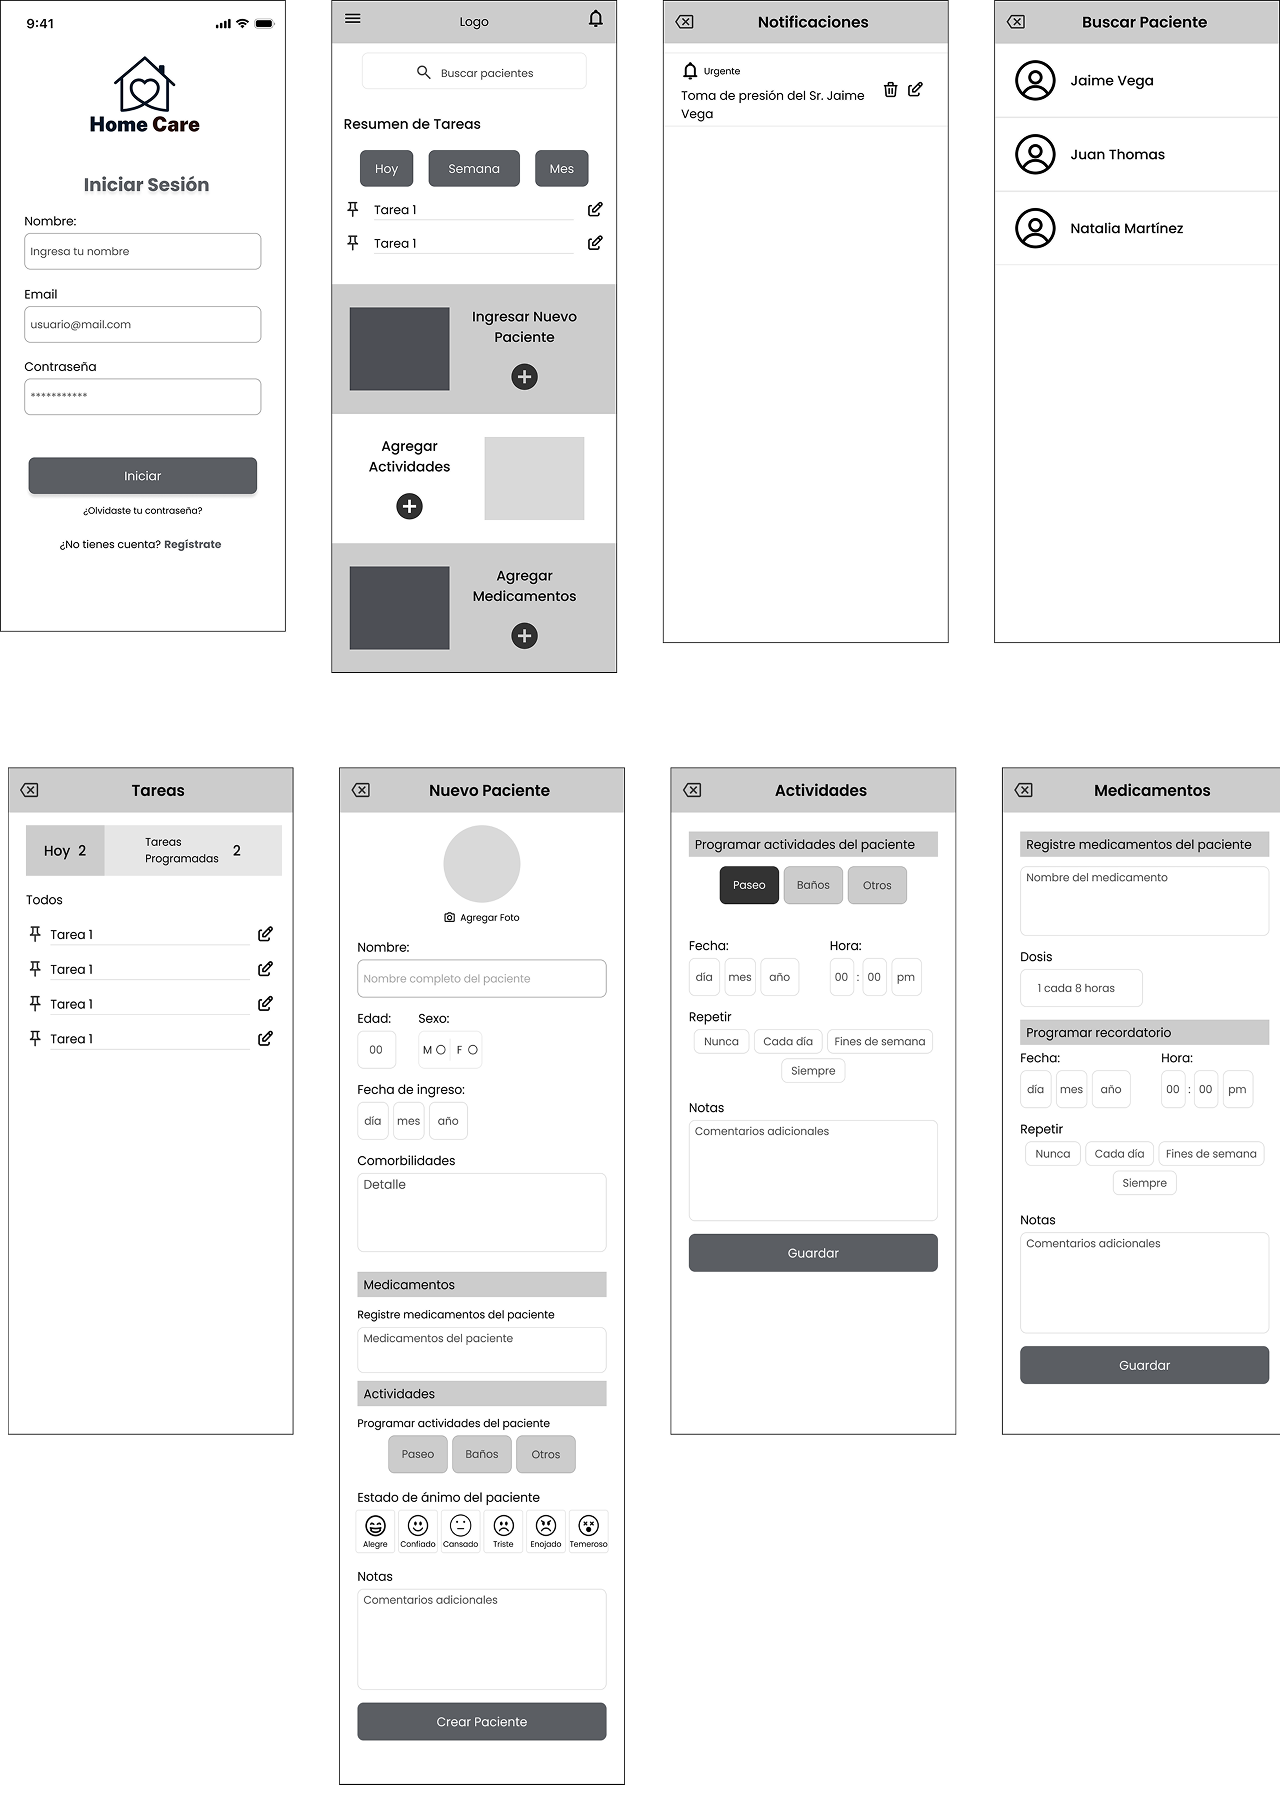 9:41
Home Care
Iniciar Sesión
Nombre:
Ingresa tu nombre
Email
usuario@mail.com
Contraseña
***********
Iniciar
¿Olvidaste tu contraseña?
¿No tienes cuenta? Regístrate
Logo
Buscar pacientes
Resumen de Tareas
Hoy
Semana
Mes
Tarea 1
Tarea 1
Ingresar Nuevo
Paciente
Agregar
Actividades
Agregar
Medicamentos
Notificaciones
Urgente
Toma de presión del Sr. Jaime
Vega
Buscar Paciente
Jaime Vega
Juan Thomas
Natalia Martínez
Tareas
Hoy 2
Tareas
Programadas
2
Todos
Tarea 1
Tarea 1
Tarea 1
Tarea 1
Nuevo Paciente
Agregar Foto
Nombre:
Nombre completo del paciente
Edad: Sexo:
00 M F
Fecha de ingreso:
día mes año
Comorbilidades
Detalle
Medicamentos
Registre medicamentos del paciente
Medicamentos del paciente
Actividades
Programar actividades del paciente
Paseo Baños Otros
Estado de ánimo del paciente
Alegre Confiado Cansado Triste Enojado Temeroso
Notas
Comentarios adicionales
Crear Paciente
Actividades
Programar actividades del paciente
Paseo Baños Otros
Fecha: Hora:
día mes año 00 : 00 pm
Repetir
Nunca Cada día Fines de semana
Siempre
Notas
Comentarios adicionales
Guardar
Medicamentos
Registre medicamentos del paciente
Nombre del medicamento
Dosis
1 cada 8 horas
Programar recordatorio
Fecha: Hora:
día mes año 00 : 00 pm
Repetir
Nunca Cada día Fines de semana
Siempre
Notas
Comentarios adicionales
Guardar